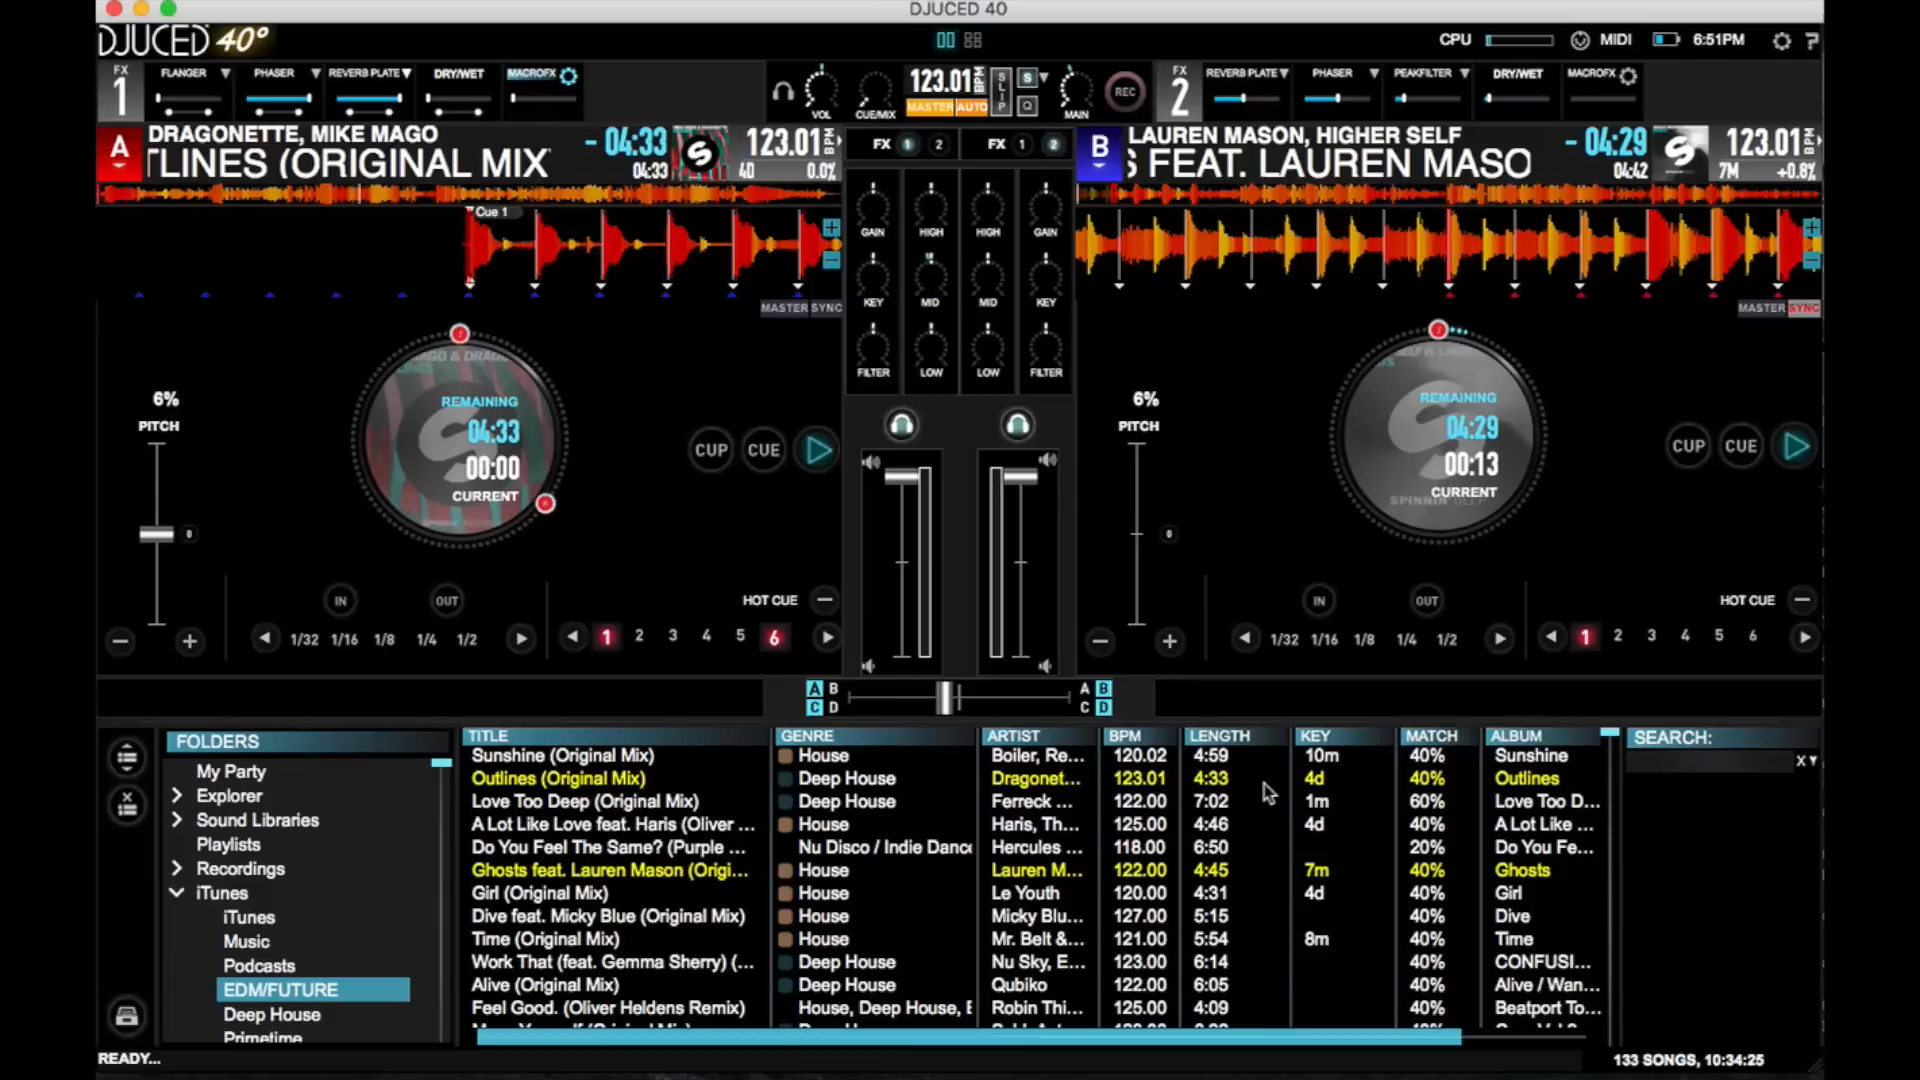 DJUCED 40
DJUCED 40°
CPU
MIDI
6:51PM
FX 1
FLANGER
PHASER
REVERB PLATE
DRY/WET
MACROFX
VOL
CUE/MIX
123.01 BPM
MASTER AUTO
SLIP
S
Q
MAIN
REC
FX 2
REVERB PLATE
PHASER
PEAKFILTER
DRY/WET
MACROFX
A
DRAGONETTE, MIKE MAGO
TLINES (ORIGINAL MIX)
- 04:33
04:33
123.01 BPM
4D 0.0%
FX 1 2
FX 1 2
B
LAUREN MASON, HIGHER SELF
S FEAT. LAUREN MASO
- 04:29
04:42
123.01 BPM
7M +0.8%
Cue 1
GAIN HIGH HIGH GAIN
KEY MID MID KEY
FILTER LOW LOW FILTER
MASTER SYNC
MASTER SYNC
6%
PITCH
REMAINING
04:33
00:00
CURRENT
CUP CUE
0
6%
PITCH
REMAINING
04:29
00:13
CURRENT
SPINNIN' DEEP
CUP CUE
0
IN OUT
HOT CUE
1/32 1/16 1/8 1/4 1/2
1 2 3 4 5 6
IN OUT
HOT CUE
1/32 1/16 1/8 1/4 1/2
1 2 3 4 5 6
A B
C D
A B
C D
FOLDERS
My Party
Explorer
Sound Libraries
Playlists
Recordings
iTunes
iTunes
Music
Podcasts
EDM/FUTURE
Deep House
Primetime
TITLE GENRE ARTIST BPM LENGTH KEY MATCH ALBUM
Sunshine (Original Mix) House Boiler, Re... 120.02 4:59 10m 40% Sunshine
Outlines (Original Mix) Deep House Dragonet... 123.01 4:33 4d 40% Outlines
Love Too Deep (Original Mix) Deep House Ferreck ... 122.00 7:02 1m 60% Love Too D...
A Lot Like Love feat. Haris (Oliver ... House Haris, Th... 125.00 4:46 4d 40% A Lot Like ...
Do You Feel The Same? (Purple ... Nu Disco / Indie Dance Hercules ... 118.00 6:50 20% Do You Fe...
Ghosts feat. Lauren Mason (Origi... House Lauren M... 122.00 4:45 7m 40% Ghosts
Girl (Original Mix) House Le Youth 120.00 4:31 4d 40% Girl
Dive feat. Micky Blue (Original Mix) House Micky Blu... 127.00 5:15 40% Dive
Time (Original Mix) House Mr. Belt &... 121.00 5:54 8m 40% Time
Work That (feat. Gemma Sherry) (... Deep House Nu Sky, E... 123.00 6:14 40% CONFUSI...
Alive (Original Mix) Deep House Qubiko 122.00 6:05 40% Alive / Wan...
Feel Good. (Oliver Heldens Remix) House, Deep House, E Robin Thi... 125.00 4:09 40% Beatport To...
SEARCH:
X
READY...
133 SONGS, 10:34:25